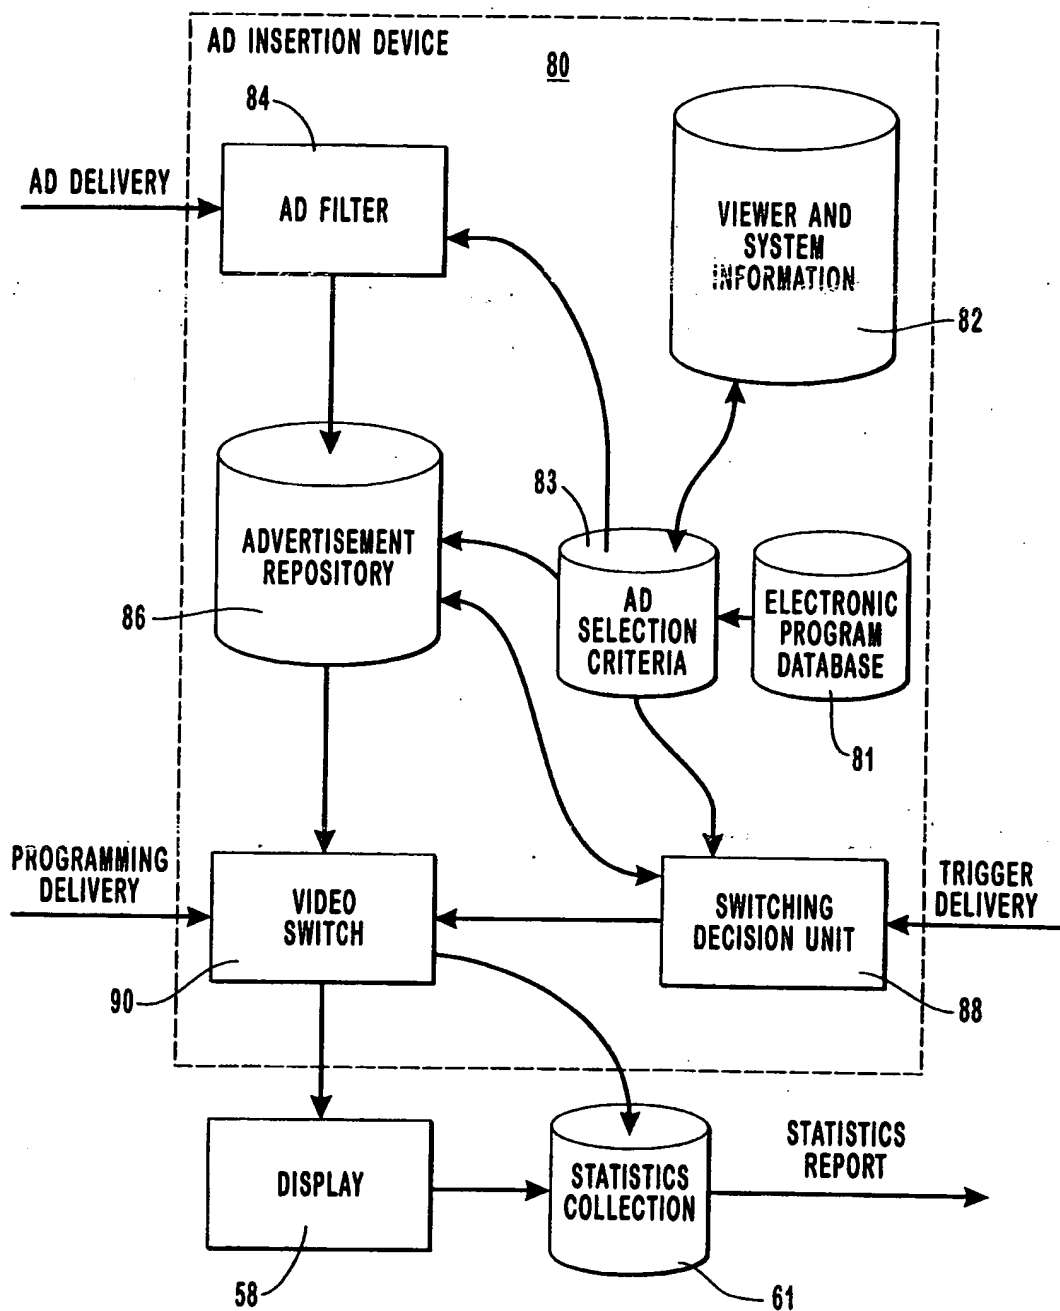 AD INSERTION DEVICE
80
84
AD DELIVERY
AD FILTER
VIEWER AND
SYSTEM
INFORMATION
82
83
ADVERTISEMENT
REPOSITORY
86
AD
SELECTION
CRITERIA
ELECTRONIC
PROGRAM
DATABASE
81
PROGRAMMING
DELIVERY
VIDEO
SWITCH
90
SWITCHING
DECISION UNIT
88
TRIGGER
DELIVERY
DISPLAY
58
STATISTICS
COLLECTION
61
STATISTICS
REPORT